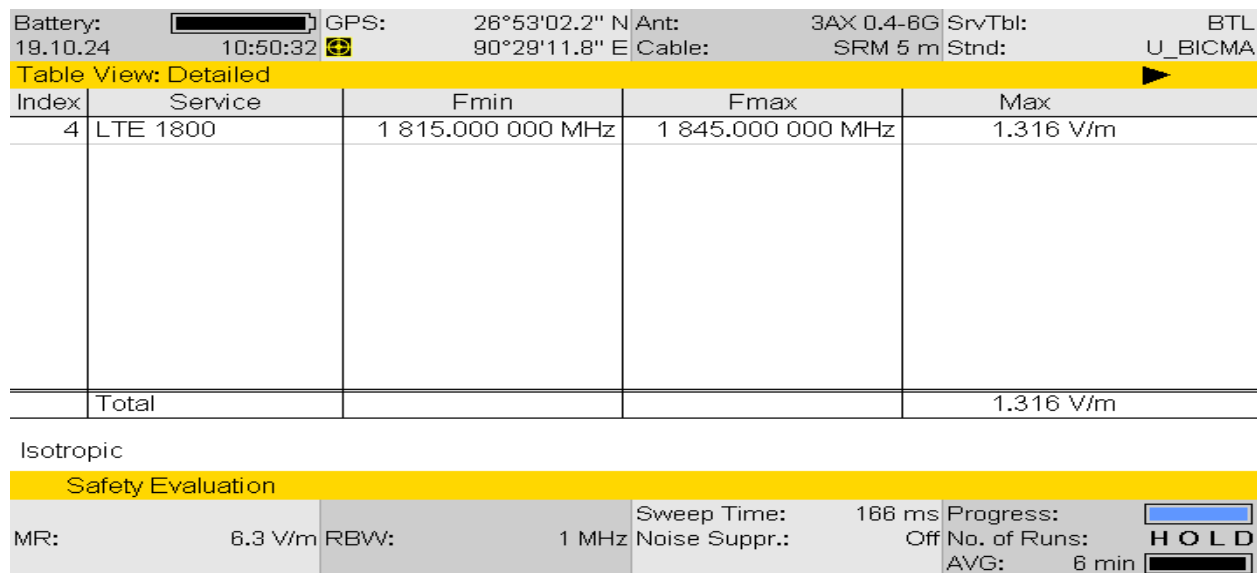 Battery: GPS: 26°53'02.2" N Ant: 3AX 0.4-6G SrvTbl: BTL
19.10.24 10:50:32 90°29'11.8" E Cable: SRM 5 m Stnd: U_BICMA
Table View: Detailed
Index Service Fmin Fmax Max
4 LTE 1800 1 815.000 000 MHz 1 845.000 000 MHz 1.316 V/m
Total 1.316 V/m
Isotropic
Safety Evaluation
Sweep Time: 166 ms Progress:
MR: 6.3 V/m RBW: 1 MHz Noise Suppr.: Off No. of Runs: HOLD
AVG: 6 min